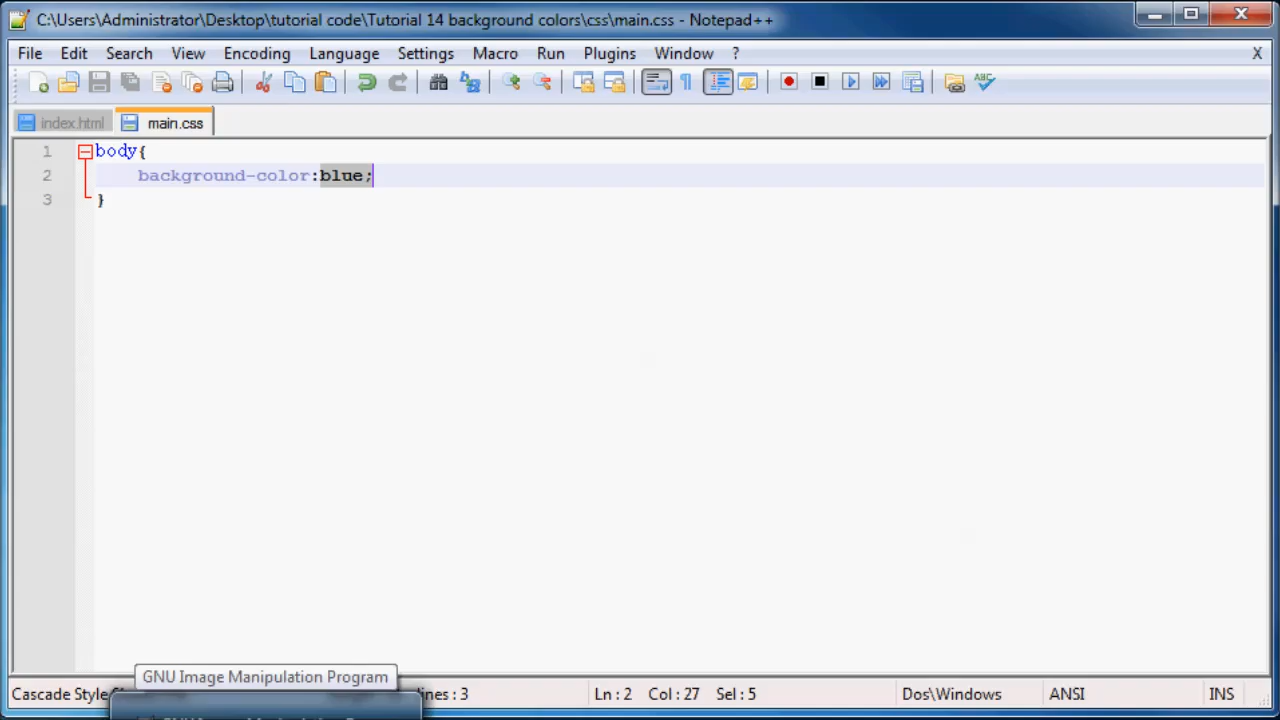 C:\Users\Administrator\Desktop\tutorial code\Tutorial 14 background colors\css\main.css - Notepad++
File Edit Search View Encoding Language Settings Macro Run Plugins Window ? X
ABC
index.html main.css
1 body{
2 background-color:blue;
3 }
GNU Image Manipulation Program
Cascade Style lines : 3 Ln : 2 Col : 27 Sel : 5 Dos\Windows ANSI INS